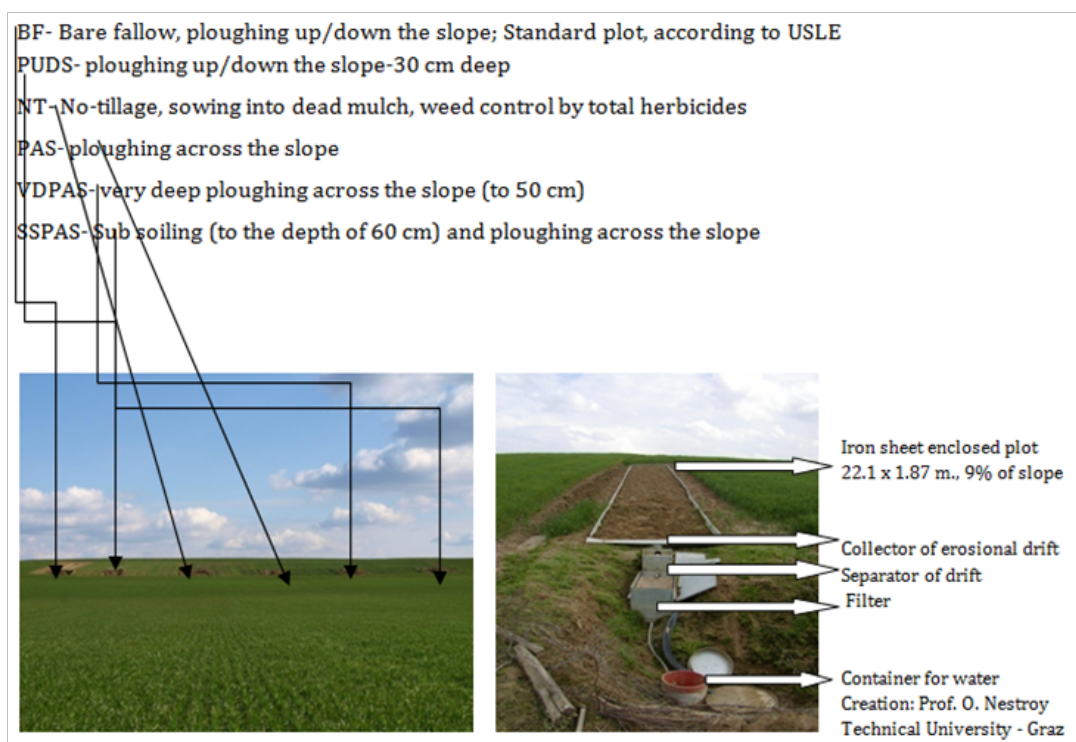 BF- Bare fallow, ploughing up/down the slope; Standard plot, according to USLE
PUDS- ploughing up/down the slope-30 cm deep
NT- No-tillage, sowing into dead mulch, weed control by total herbicides
PAS- ploughing across the slope
VDPAS- very deep ploughing across the slope (to 50 cm)
SSPAS- Sub soiling (to the depth of 60 cm) and ploughing across the slope
Iron sheet enclosed plot
22.1 x 1.87 m., 9% of slope
Collector of erosional drift
Separator of drift
Filter
Container for water
Creation: Prof. O. Nestroy
Technical University - Graz